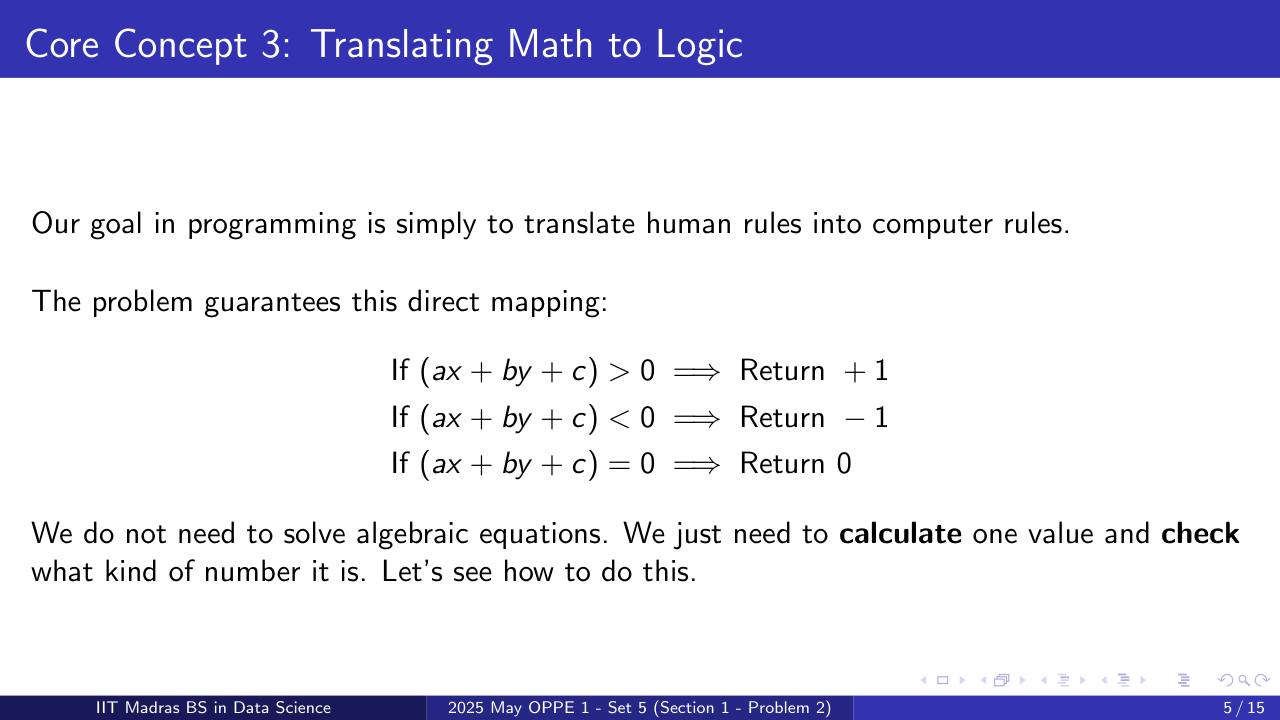 Core Concept 3: Translating Math to Logic
Our goal in programming is simply to translate human rules into computer rules.
The problem guarantees this direct mapping:
If (ax + by + c) > 0 ⟹ Return + 1
If (ax + by + c) < 0 ⟹ Return − 1
If (ax + by + c) = 0 ⟹ Return 0
We do not need to solve algebraic equations. We just need to calculate one value and check
what kind of number it is. Let's see how to do this.
IIT Madras BS in Data Science 2025 May OPPE 1 - Set 5 (Section 1 - Problem 2) 5 / 15